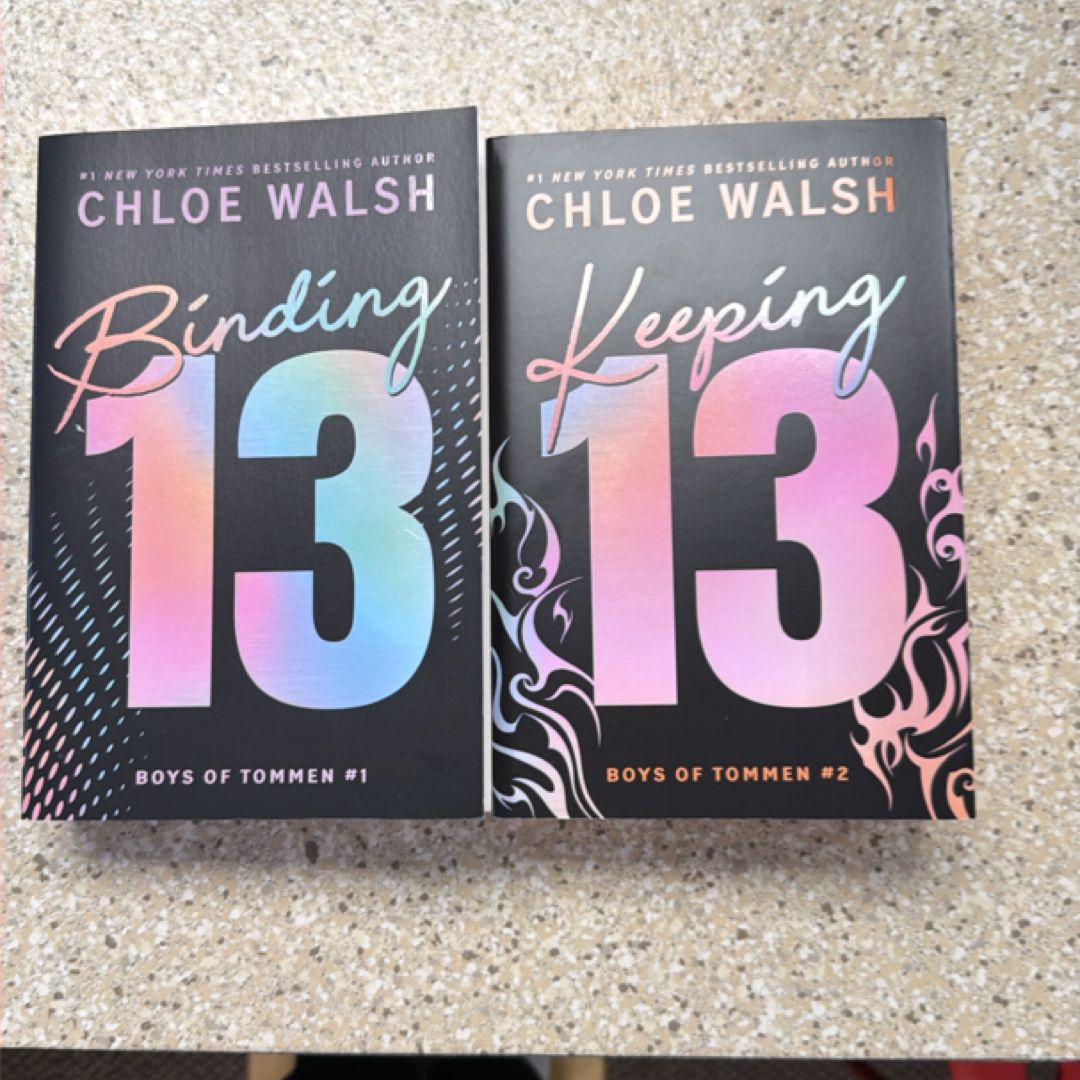 #1 NEW YORK TIMES BESTSELLING AUTHOR
CHLOE WALSH
Binding
13
BOYS OF TOMMEN #1
#1 NEW YORK TIMES BESTSELLING AUTHOR
CHLOE WALSH
Keeping
13
BOYS OF TOMMEN #2